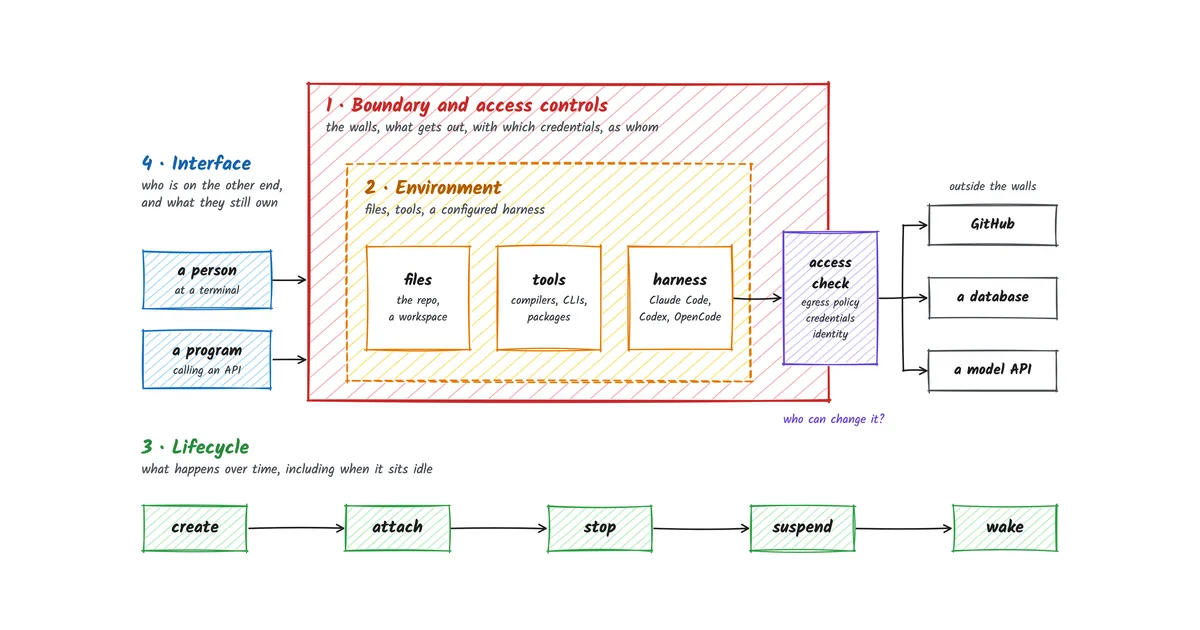 1 · Boundary and access controls
the walls, what gets out, with which credentials, as whom
4 · Interface
who is on the other end,
and what they still own
2 · Environment
files, tools, a configured harness
outside the walls
a person
at a terminal
a program
calling an API
files
the repo,
a workspace
tools
compilers, CLIs,
packages
harness
Claude Code,
Codex, OpenCode
access
check
egress policy
credentials
identity
GitHub
a database
a model API
who can change it?
3 · Lifecycle
what happens over time, including when it sits idle
create
attach
stop
suspend
wake